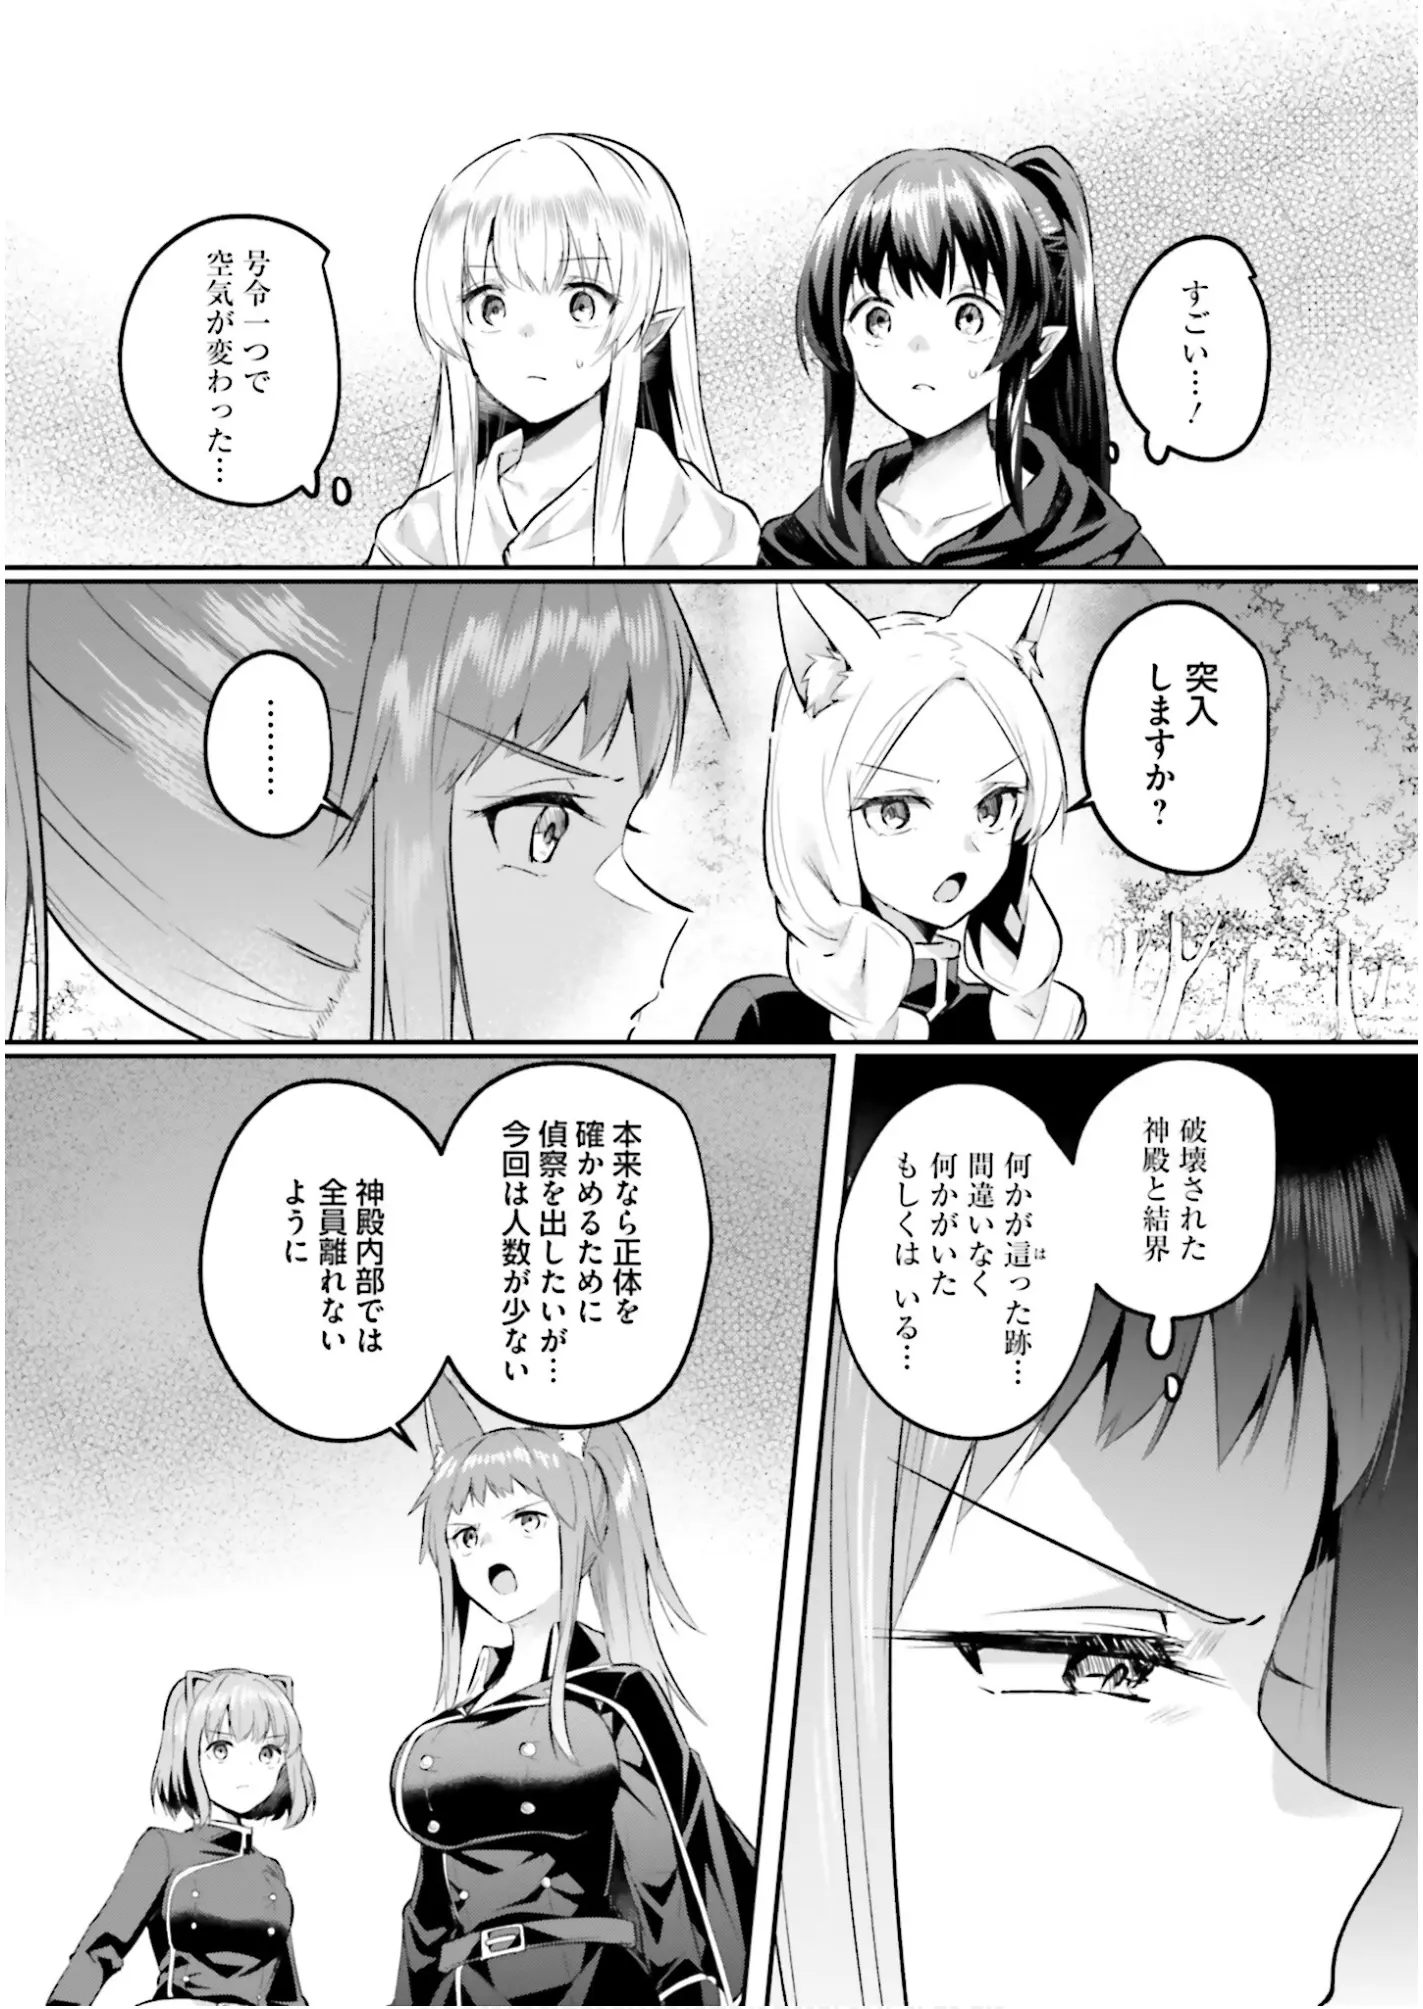 すごい…！
号令一つで
空気が変わった…
突入
しますか？
………
破壊された
神殿と結界
何かが這った跡…
は
間違いなく
何かがいた
もしくは いる…
本来なら正体を
確かめるために
偵察を出したいが…
今回は人数が少ない
神殿内部では
全員離れない
ように